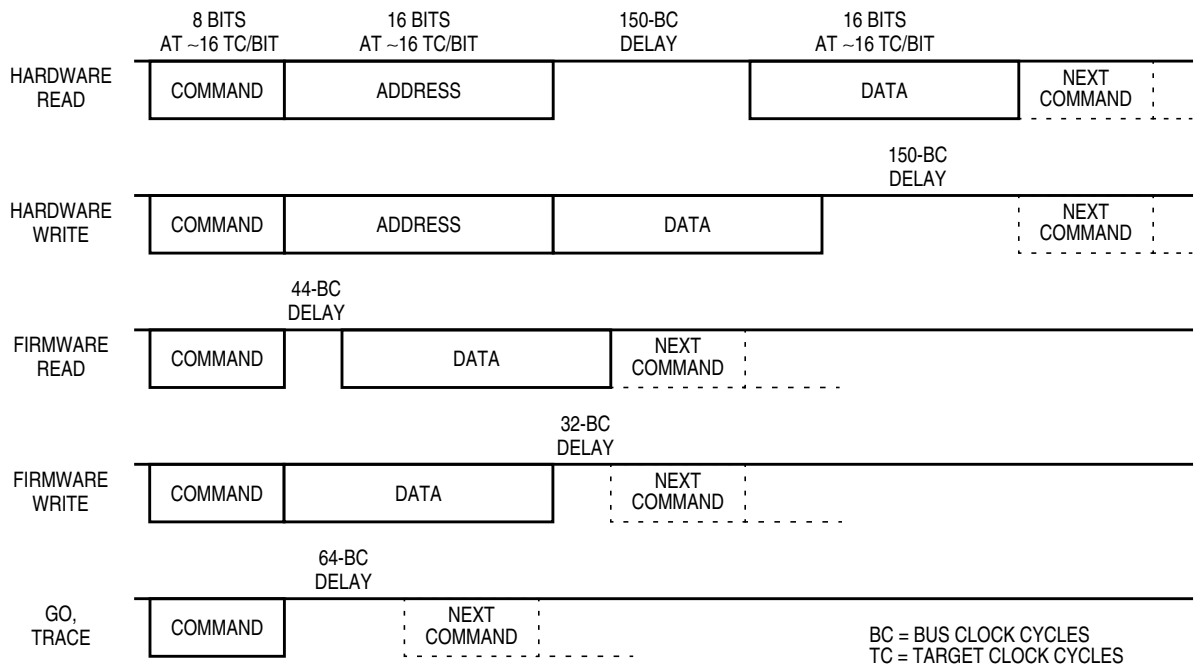 8 BITS
AT ~16 TC/BIT
16 BITS
AT ~16 TC/BIT
150-BC
DELAY
16 BITS
AT ~16 TC/BIT
HARDWARE
READ
COMMAND
ADDRESS
DATA
NEXT
COMMAND
150-BC
DELAY
HARDWARE
WRITE
COMMAND
ADDRESS
DATA
NEXT
COMMAND
44-BC
DELAY
FIRMWARE
READ
COMMAND
DATA
NEXT
COMMAND
32-BC
DELAY
FIRMWARE
WRITE
COMMAND
DATA
NEXT
COMMAND
64-BC
DELAY
GO,
TRACE
COMMAND
NEXT
COMMAND
BC = BUS CLOCK CYCLES
TC = TARGET CLOCK CYCLES